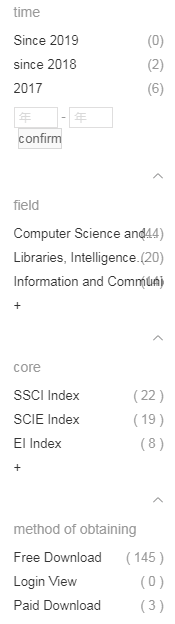 time
Since 2019 (0)
since 2018 (2)
2017 (6)
年 - 年
confirm
field
Computer Science and... (44)
Libraries, Intelligence... (20)
Information and Communi (14)
+
core
SSCI Index ( 22 )
SCIE Index ( 19 )
EI Index ( 8 )
+
method of obtaining
Free Download ( 145 )
Login View ( 0 )
Paid Download ( 3 )